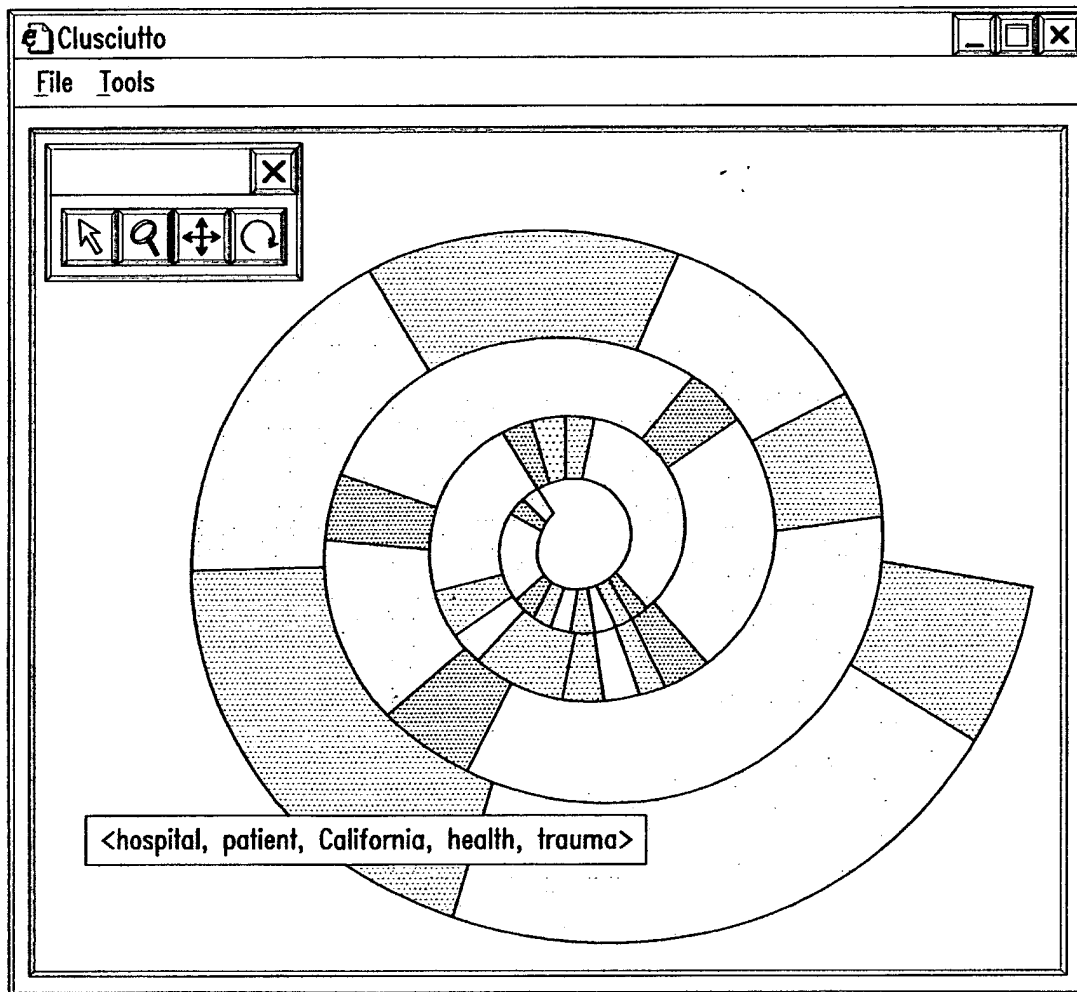 Clusciutto
File Tools
<hospital, patient, California, health, trauma>